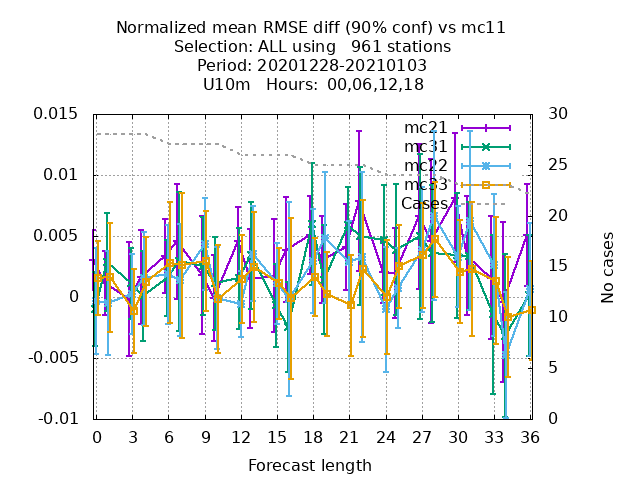 Normalized mean RMSE diff (90% conf) vs mc11
Selection: ALL using 961 stations
Period: 20201228-20210103
U10m Hours: 00,06,12,18
0.015
0.01
0.005
0
-0.005
-0.01
30
25
20
15
10
5
0
mc21
mc31
mc22
mc33
Cases
No cases
0 3 6 9 12 15 18 21 24 27 30 33 36
Forecast length